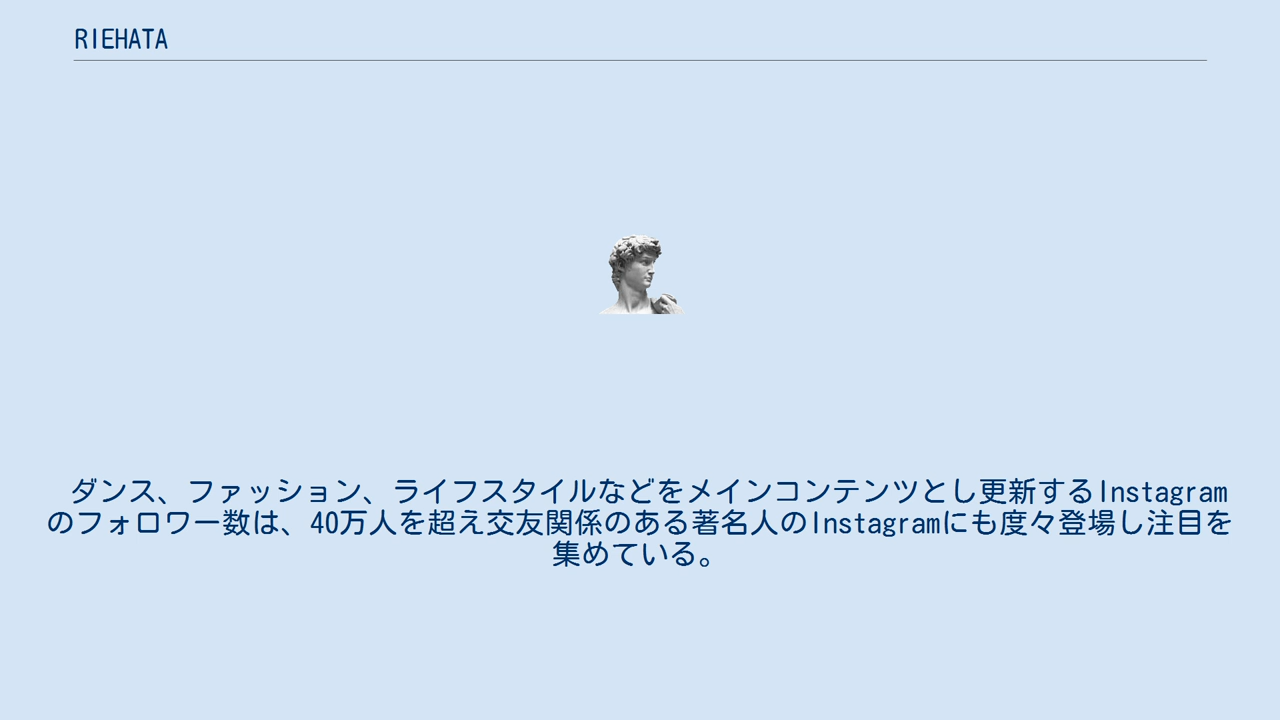 RIEHATA
ダンス、ファッション、ライフスタイルなどをメインコンテンツとし更新するInstagram
のフォロワー数は、40万人を超え交友関係のある著名人のInstagramにも度々登場し注目を
集めている。